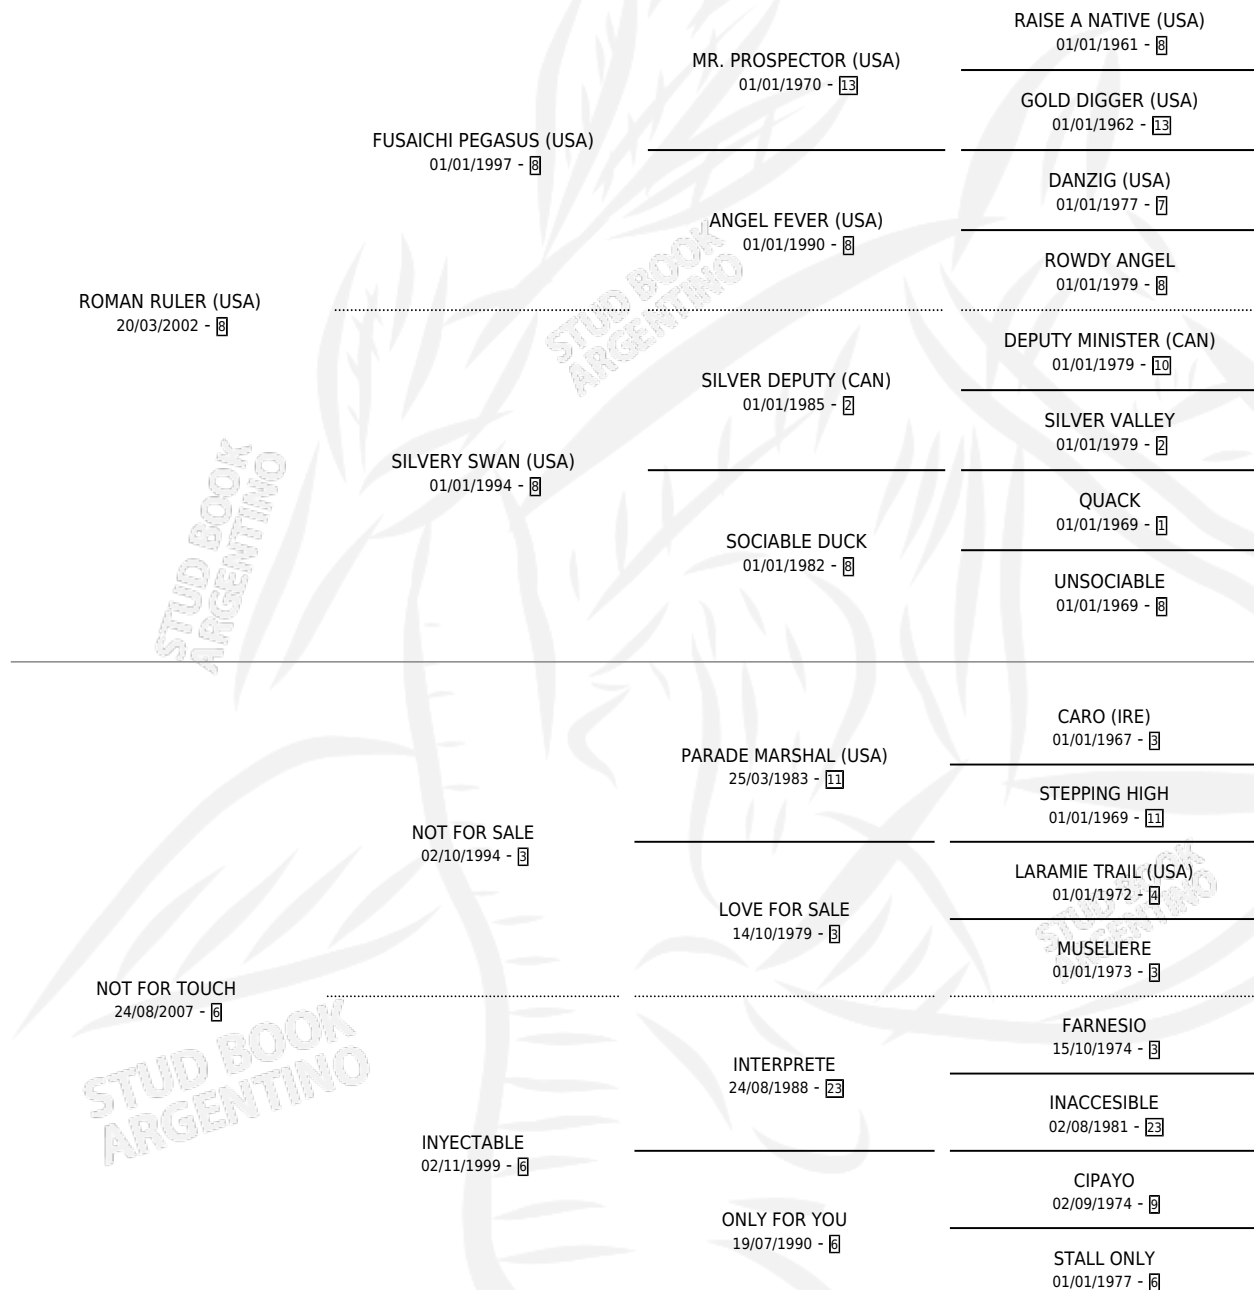 RAISE A NATIVE (USA)
01/01/1961 - 8
MR. PROSPECTOR (USA)
01/01/1970 - 13
GOLD DIGGER (USA)
01/01/1962 - 13
FUSAICHI PEGASUS (USA)
01/01/1997 - 8
DANZIG (USA)
01/01/1977 - 7
ANGEL FEVER (USA)
01/01/1990 - 8
ROWDY ANGEL
01/01/1979 - 8
ROMAN RULER (USA)
20/03/2002 - 8
DEPUTY MINISTER (CAN)
01/01/1979 - 10
SILVER DEPUTY (CAN)
01/01/1985 - 2
SILVER VALLEY
01/01/1979 - 2
SILVERY SWAN (USA)
01/01/1994 - 8
QUACK
01/01/1969 - 1
SOCIABLE DUCK
01/01/1982 - 8
UNSOCIABLE
01/01/1969 - 8
CARO (IRE)
01/01/1967 - 3
PARADE MARSHAL (USA)
25/03/1983 - 11
STEPPING HIGH
01/01/1969 - 11
NOT FOR SALE
02/10/1994 - 3
LARAMIE TRAIL (USA)
01/01/1972 - 4
LOVE FOR SALE
14/10/1979 - 3
MUSELIERE
01/01/1973 - 3
NOT FOR TOUCH
24/08/2007 - 6
FARNESIO
15/10/1974 - 3
INTERPRETE
24/08/1988 - 23
INACCESIBLE
02/08/1981 - 23
INYECTABLE
02/11/1999 - 6
CIPAYO
02/09/1974 - 9
ONLY FOR YOU
19/07/1990 - 6
STALL ONLY
01/01/1977 - 6
STUD BOOK
ARGENTINO
STUD BOOK
ARGENTINO
STUD BOOK
ARGENTINO
STUD BOOK
ARGENTINO